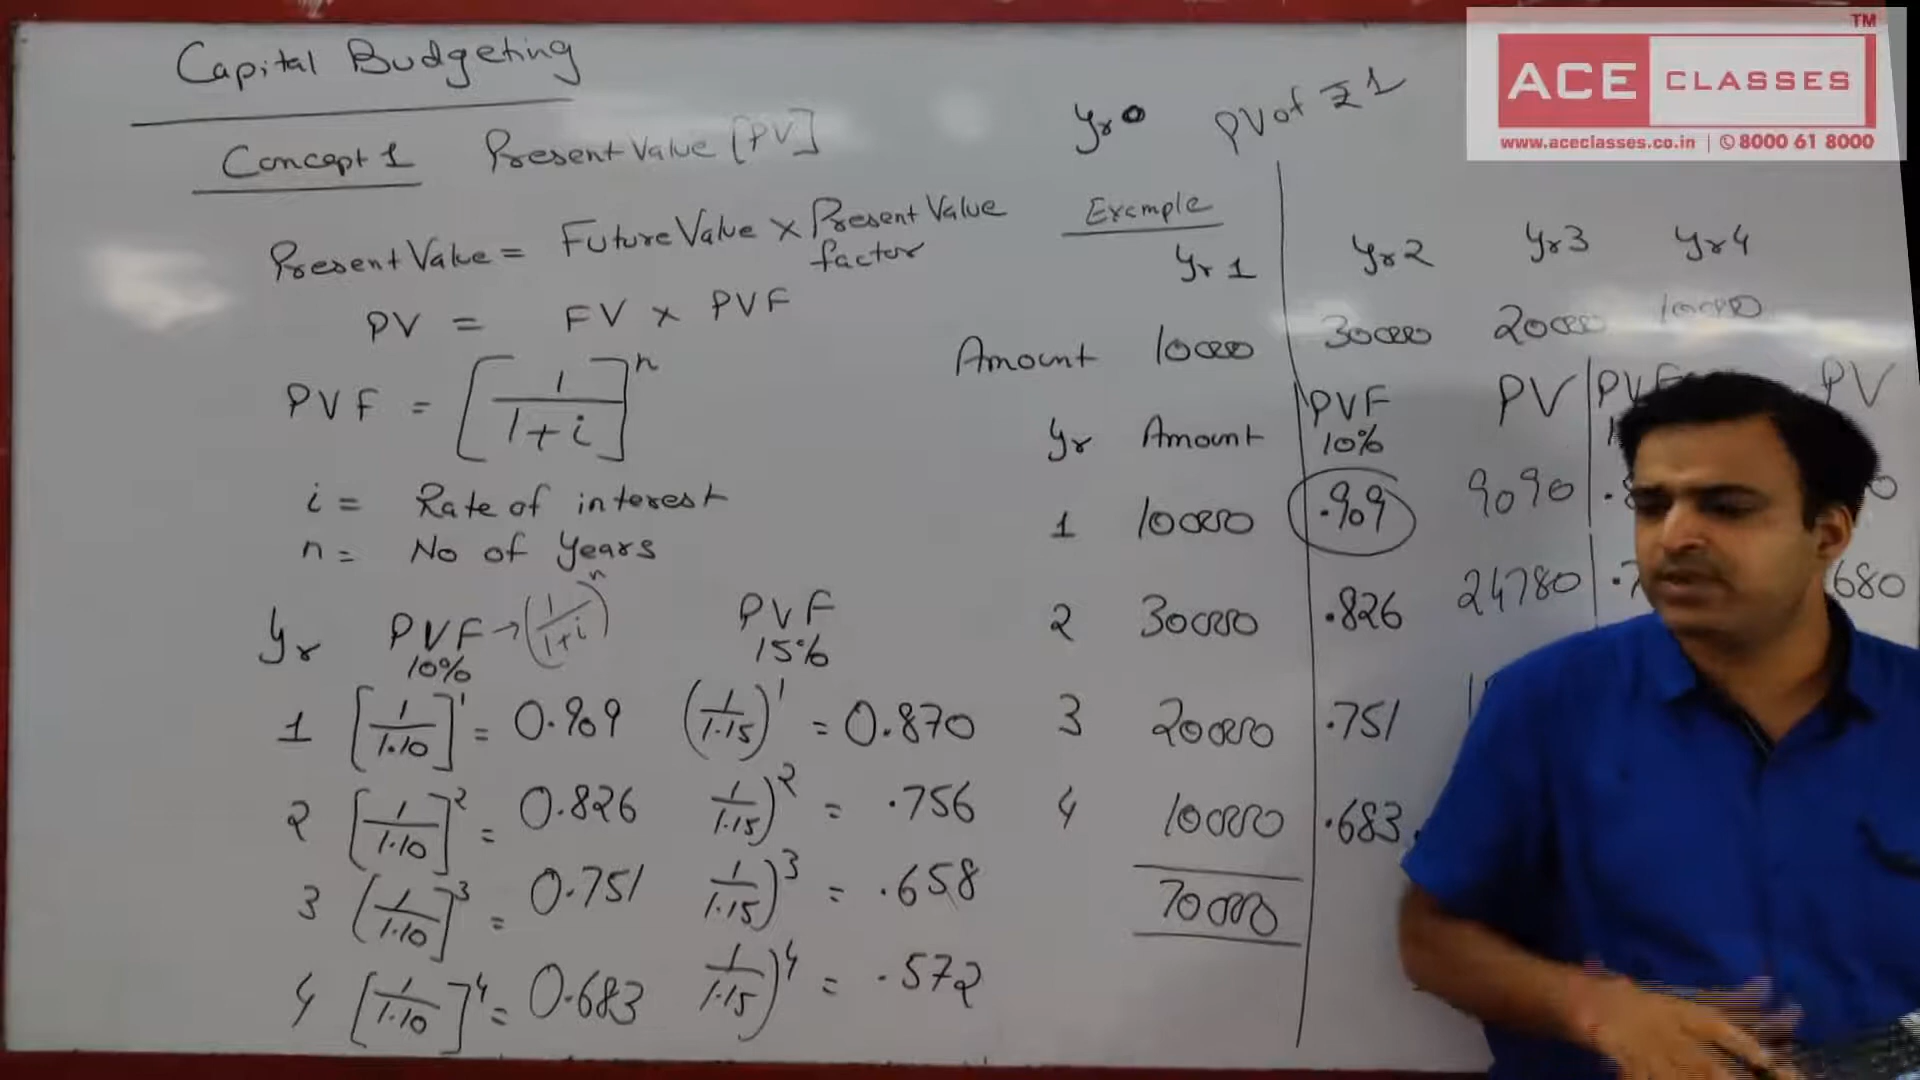 Capital Budgeting
Concept 1 Present Value [PV]
Present Value = Future Value × Present Value factor
PV = FV × PVF
PVF = [1/1+i]^n
i = Rate of interest
n = No of years
Yr PVF 10% → (1/1+i)^n PVF 15%
1 [1/1.10]^1 = 0.909 (1/1.15)^1 = 0.870
2 [1/1.10]^2 = 0.826 1/1.15)^2 = .756
3 (1/1.10]^3 = 0.751 1/1.15)^3 = .658
4 [1/1.10]^4 = 0.683 1/1.15)^4 = .572
Yr 0 PV of ₹1
Example
Yr 1 Yr 2 Yr 3 Yr 4
Amount 10000 30000 20000 10000
Yr Amount PVF 10% PV PV
1 10000 .909 9090
2 30000 .826 24780 680
3 20000 .751
4 10000 .683
70000
ACE CLASSES
TM
www.aceclasses.co.in | 8000 61 8000